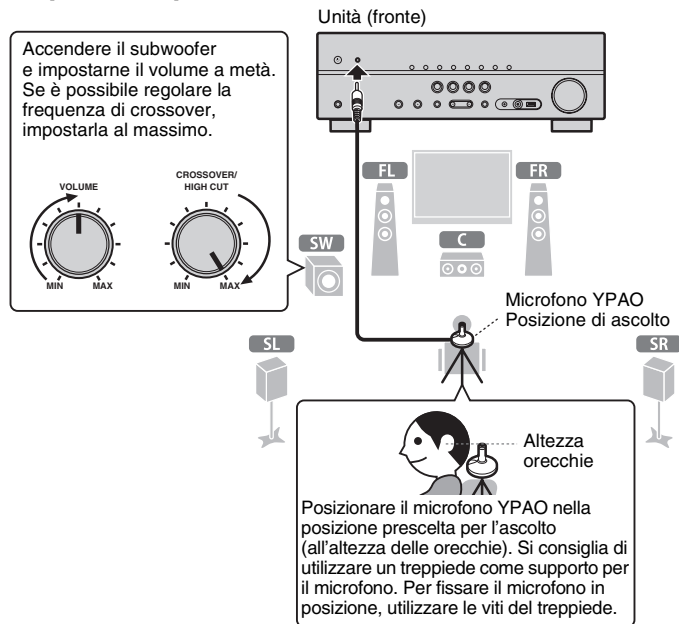 Unità (fronte)
Accendere il subwoofer
e impostarne il volume a metà.
Se è possibile regolare la
frequenza di crossover,
impostarla al massimo.
VOLUME
MIN MAX
CROSSOVER/
HIGH CUT
MIN MAX
FL
FR
SW
C
Microfono YPAO
Posizione di ascolto
SL
SR
Altezza
orecchie
Posizionare il microfono YPAO nella
posizione prescelta per l'ascolto
(all'altezza delle orecchie). Si consiglia di
utilizzare un treppiede come supporto per
il microfono. Per fissare il microfono in
posizione, utilizzare le viti del treppiede.